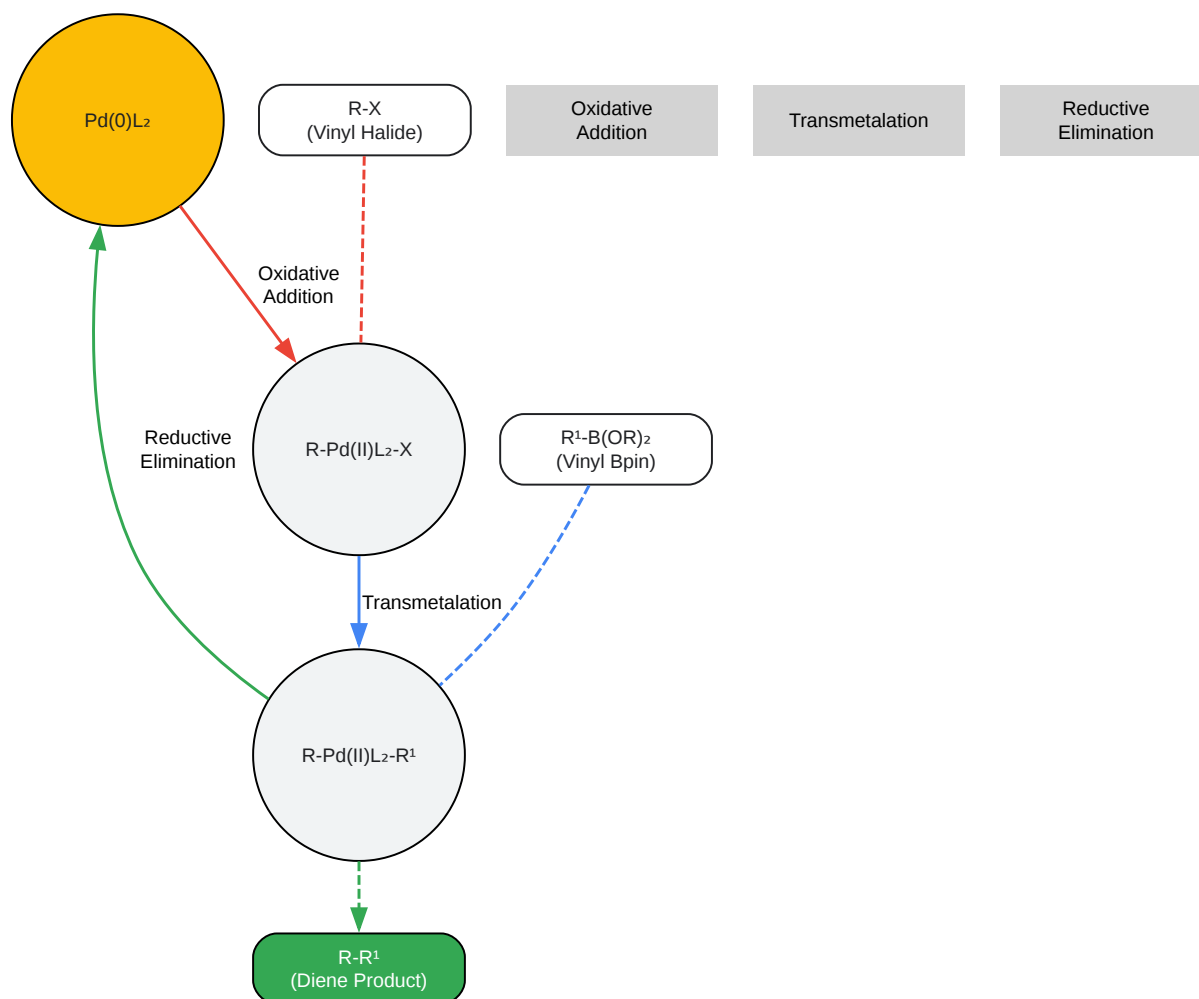 Pd(0)L₂
R-X
(Vinyl Halide)
Oxidative
Addition
Transmetalation
Reductive
Elimination
Oxidative
Addition
Reductive
Elimination
R-Pd(II)L₂-X
R¹-B(OR)₂
(Vinyl Bpin)
Transmetalation
R-Pd(II)L₂-R¹
R-R¹
(Diene Product)